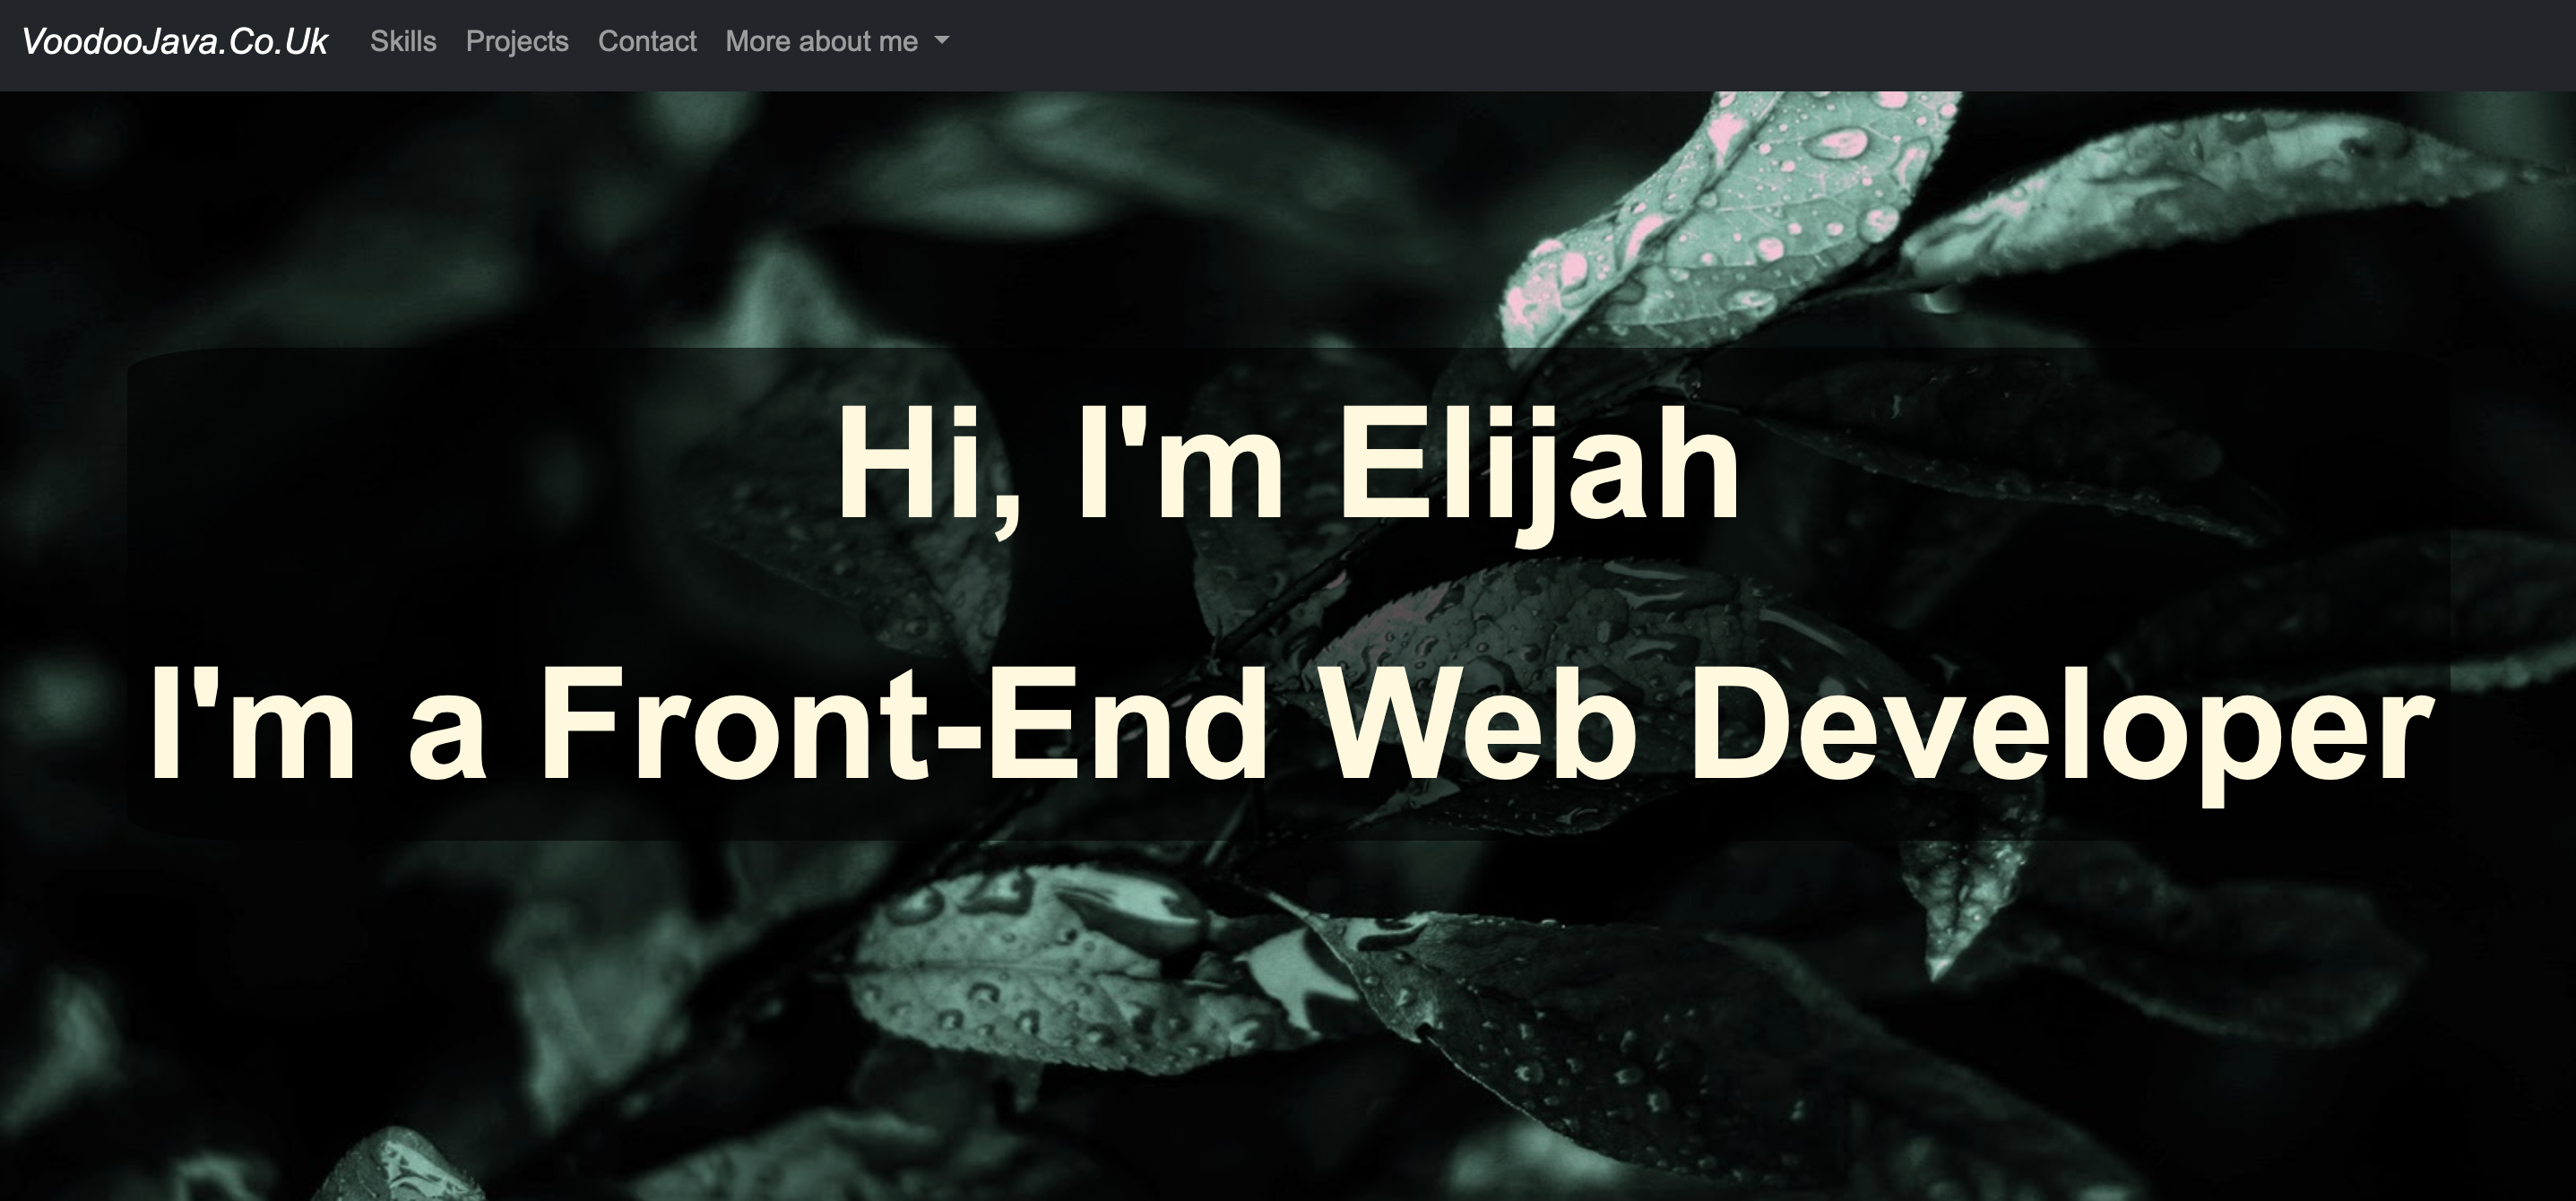 VoodooJava.Co.Uk Skills Projects Contact More about me
Hi, I'm Elijah
I'm a Front-End Web Developer